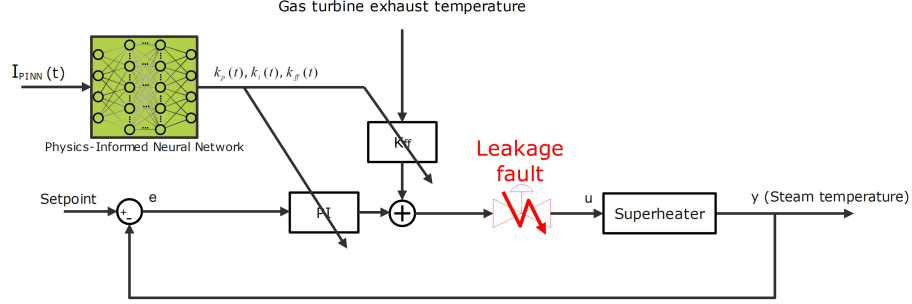 Gas turbine exhaust temperature
I_PINN (t)
k_p (t), k_i (t), k_ff (t)
Physics-Informed Neural Network
K_ff
Leakage
fault
Setpoint
e
+
-
PI
+
u
Superheater
y (Steam temperature)